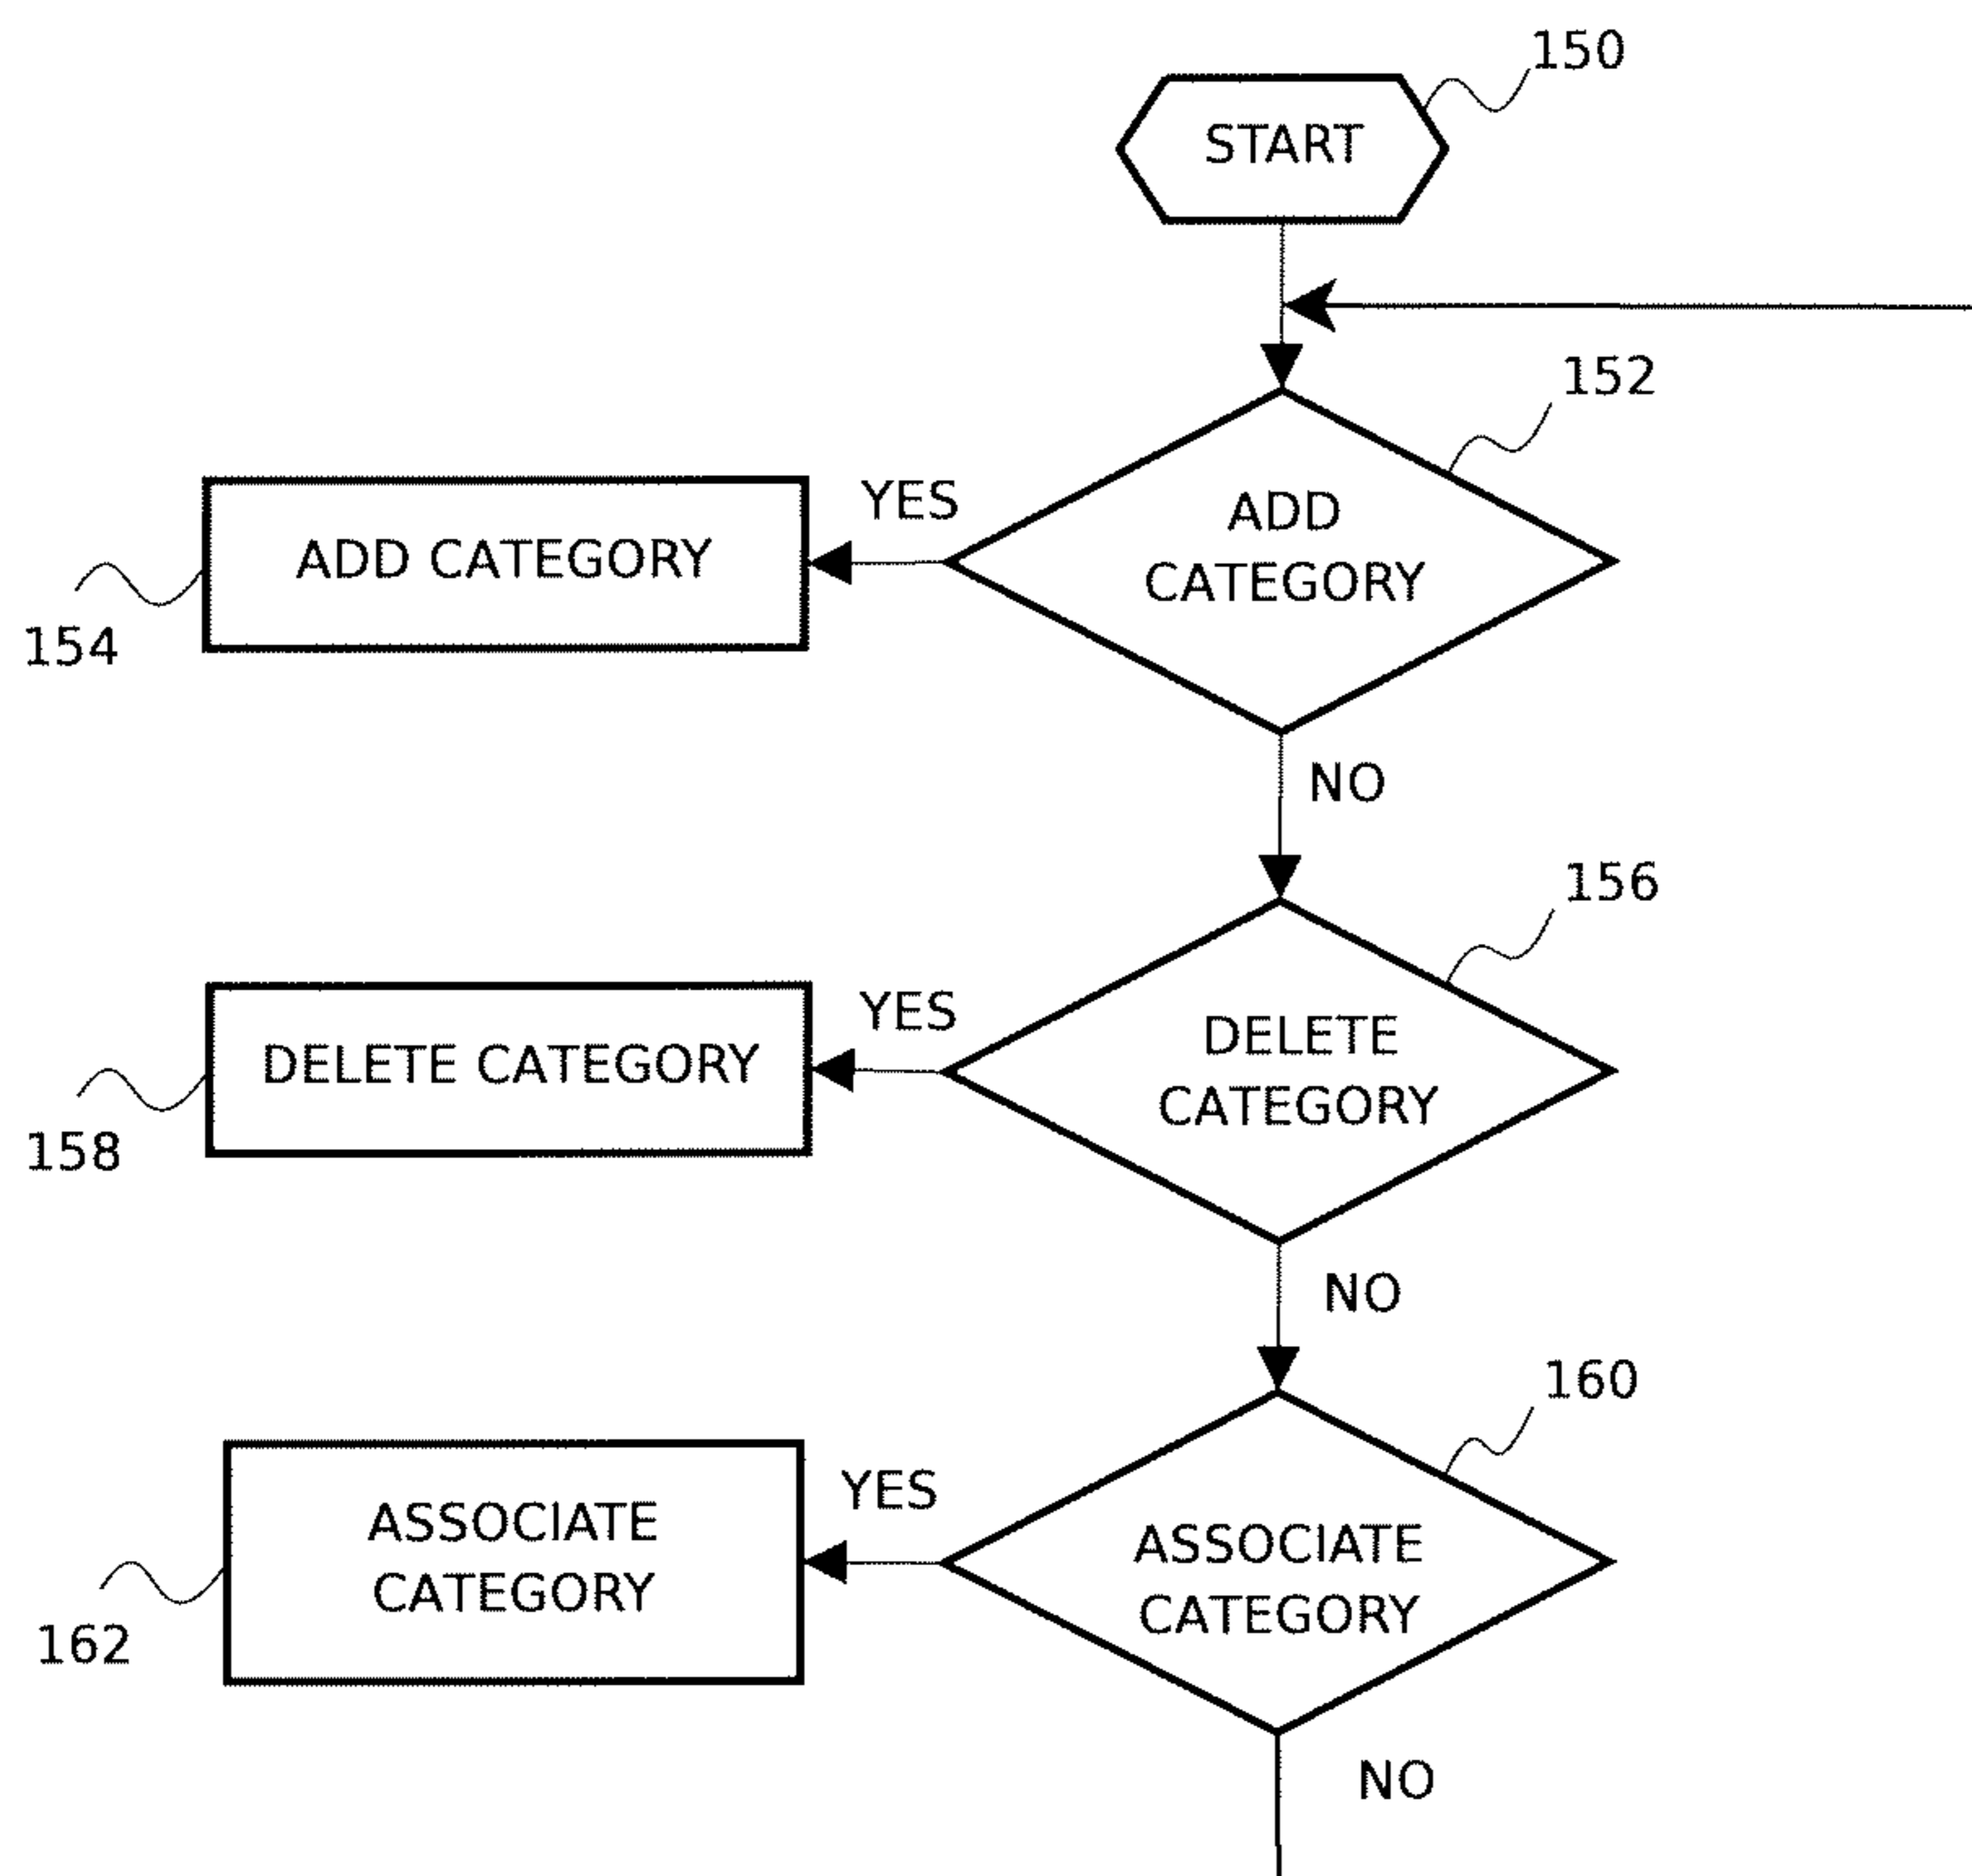 150
START
152
YES
ADD
CATEGORY
ADD CATEGORY
154
NO
156
YES
DELETE
CATEGORY
DELETE CATEGORY
158
NO
160
YES
ASSOCIATE
CATEGORY
ASSOCIATE
CATEGORY
162
NO